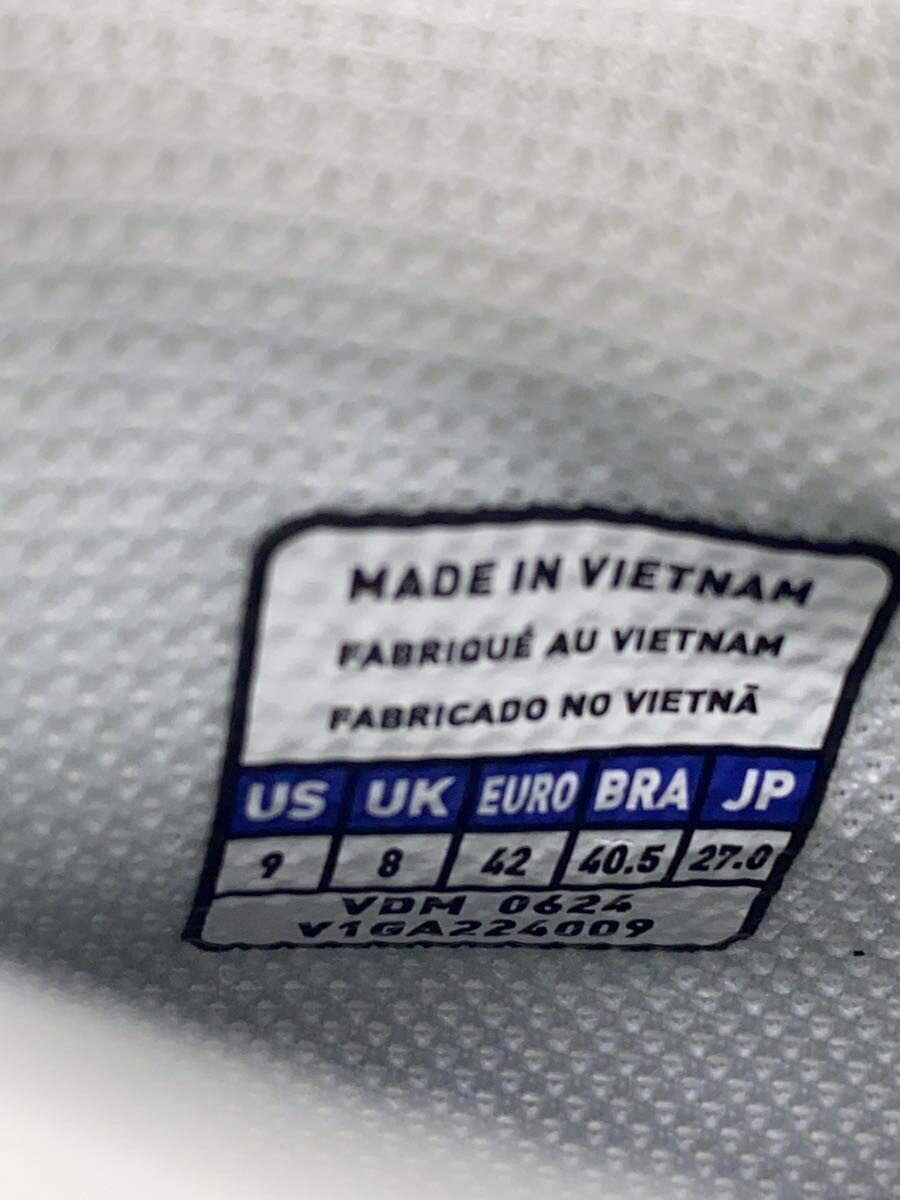 MADE IN VIETNAM
FABRIQUÉ AU VIETNAM
FABRICADO NO VIETNÃ
US UK EURO BRA JP
9 8 42 40.5 27.0
VDM 0624
V1GA224009